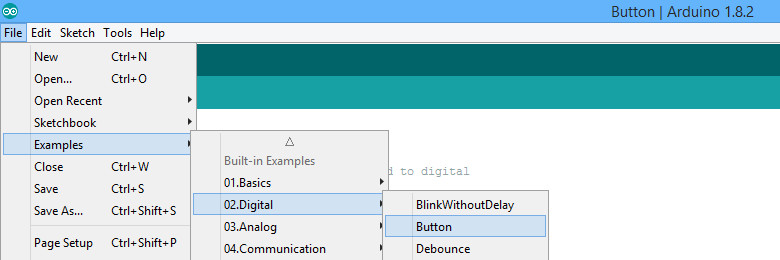 Button | Arduino 1.8.2
File Edit Sketch Tools Help
New Ctrl+N
Open... Ctrl+O
Open Recent
Sketchbook
Examples
Close Ctrl+W
Save Ctrl+S
Save As... Ctrl+Shift+S
Page Setup Ctrl+Shift+P
Built-in Examples
01.Basics
02.Digital
03.Analog
04.Communication
to digital
BlinkWithoutDelay
Button
Debounce